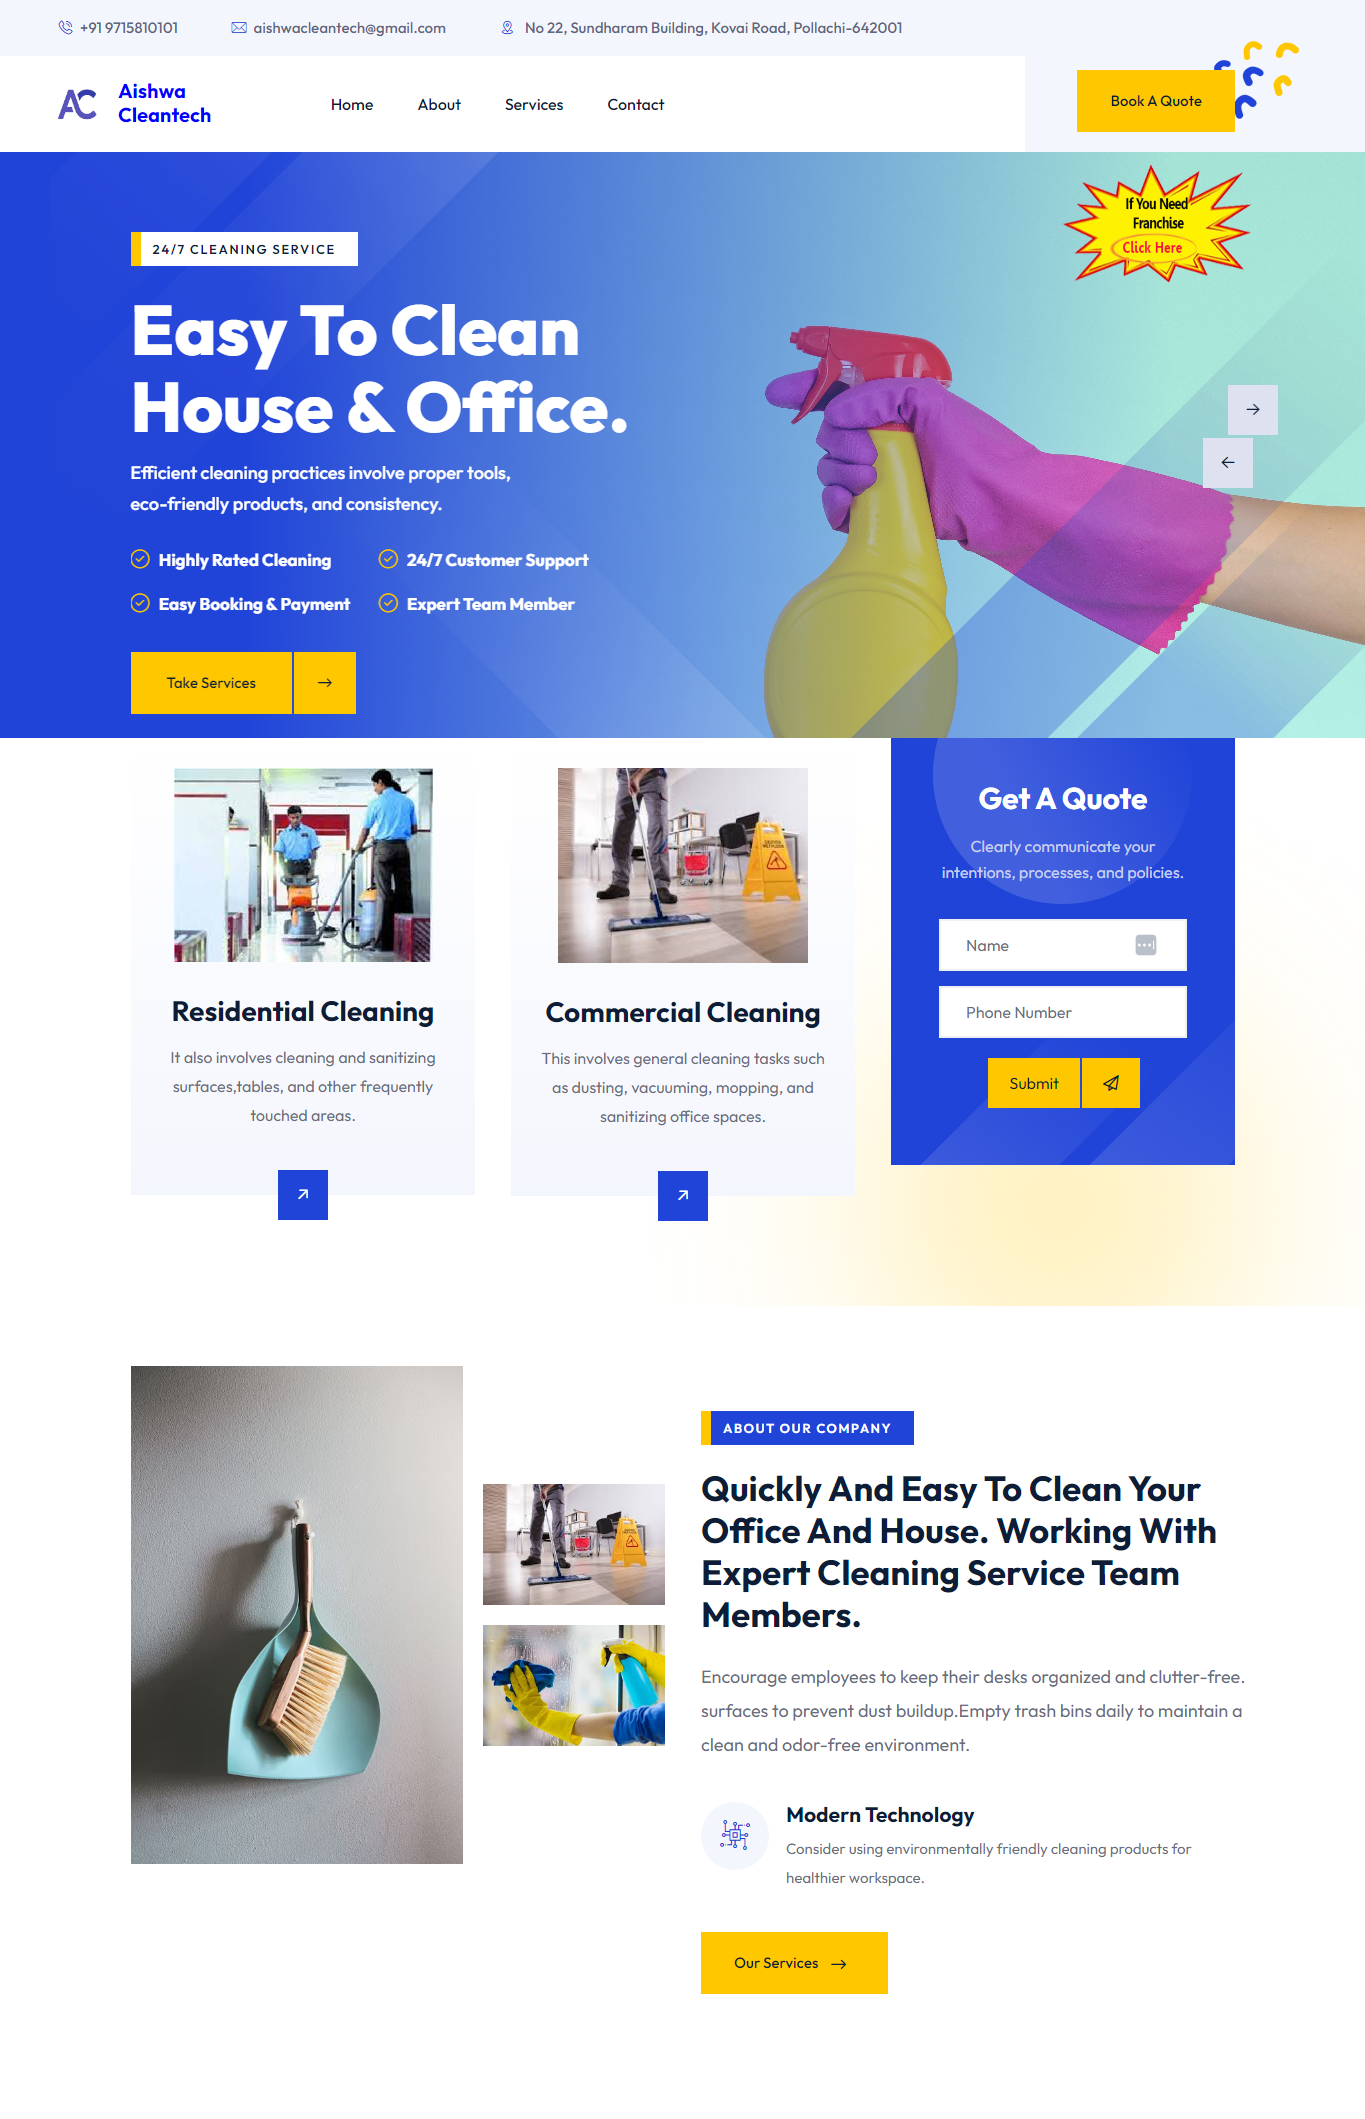 +91 9715810101
aishwacleantech@gmail.com
No 22, Sundharam Building, Kovai Road, Pollachi-642001
AC
Aishwa
Cleantech
Home
About
Services
Contact
Book A Quote
If You Need
Franchise
Click Here
24/7 CLEANING SERVICE
Easy To Clean
House & Office.
Efficient cleaning practices involve proper tools,
eco-friendly products, and consistency.
Highly Rated Cleaning
24/7 Customer Support
Easy Booking & Payment
Expert Team Member
Take Services
Residential Cleaning
It also involves cleaning and sanitizing
surfaces,tables, and other frequently
touched areas.
Commercial Cleaning
This involves general cleaning tasks such
as dusting, vacuuming, mopping, and
sanitizing office spaces.
Get A Quote
Clearly communicate your
intentions, processes, and policies.
Name
Phone Number
Submit
ABOUT OUR COMPANY
Quickly And Easy To Clean Your
Office And House. Working With
Expert Cleaning Service Team
Members.
Encourage employees to keep their desks organized and clutter-free.
surfaces to prevent dust buildup.Empty trash bins daily to maintain a
clean and odor-free environment.
Modern Technology
Consider using environmentally friendly cleaning products for
healthier workspace.
Our Services